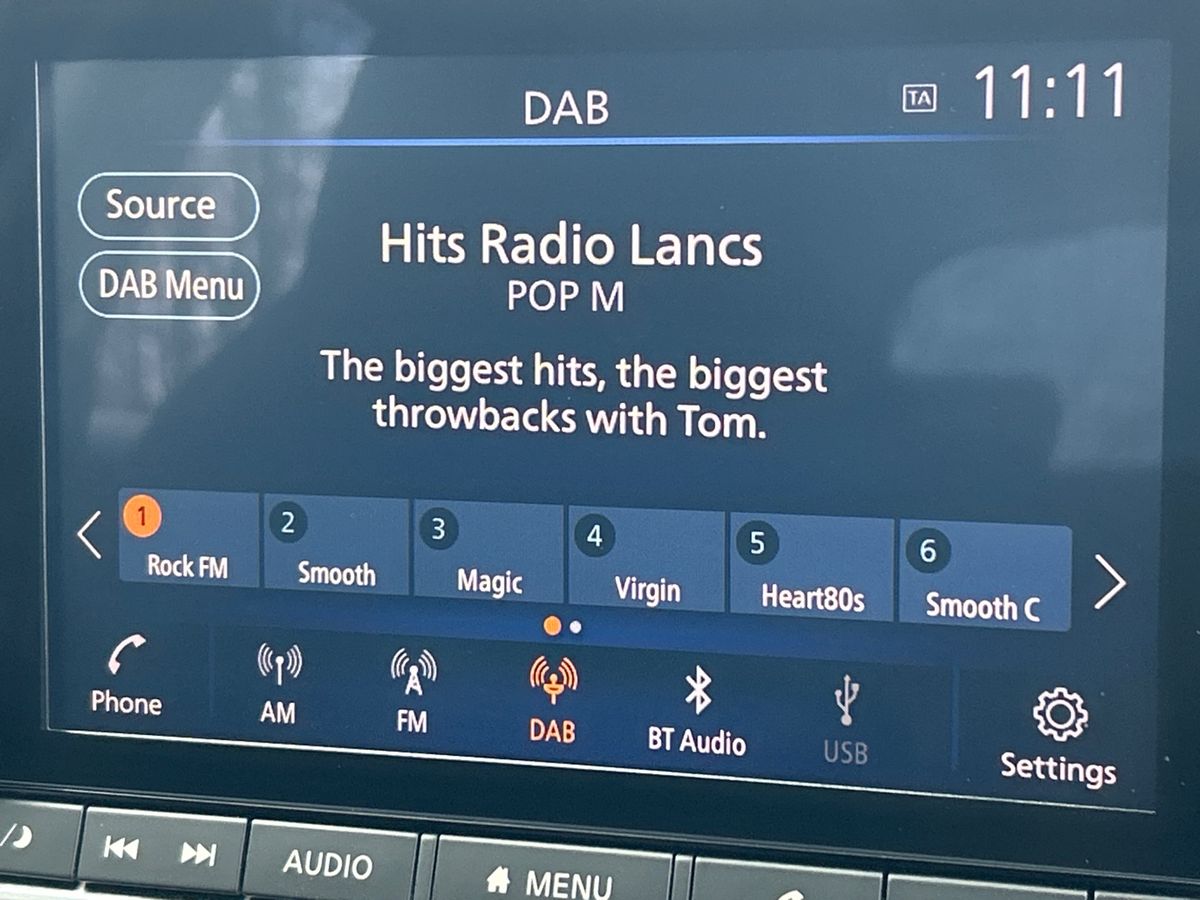 DAB
TA
11:11
Source
DAB Menu
Hits Radio Lancs
POP M
The biggest hits, the biggest
throwbacks with Tom.
1
Rock FM
2
Smooth
3
Magic
4
Virgin
5
Heart80s
6
Smooth C
Phone
AM
FM
DAB
BT Audio
USB
Settings
AUDIO
MENU